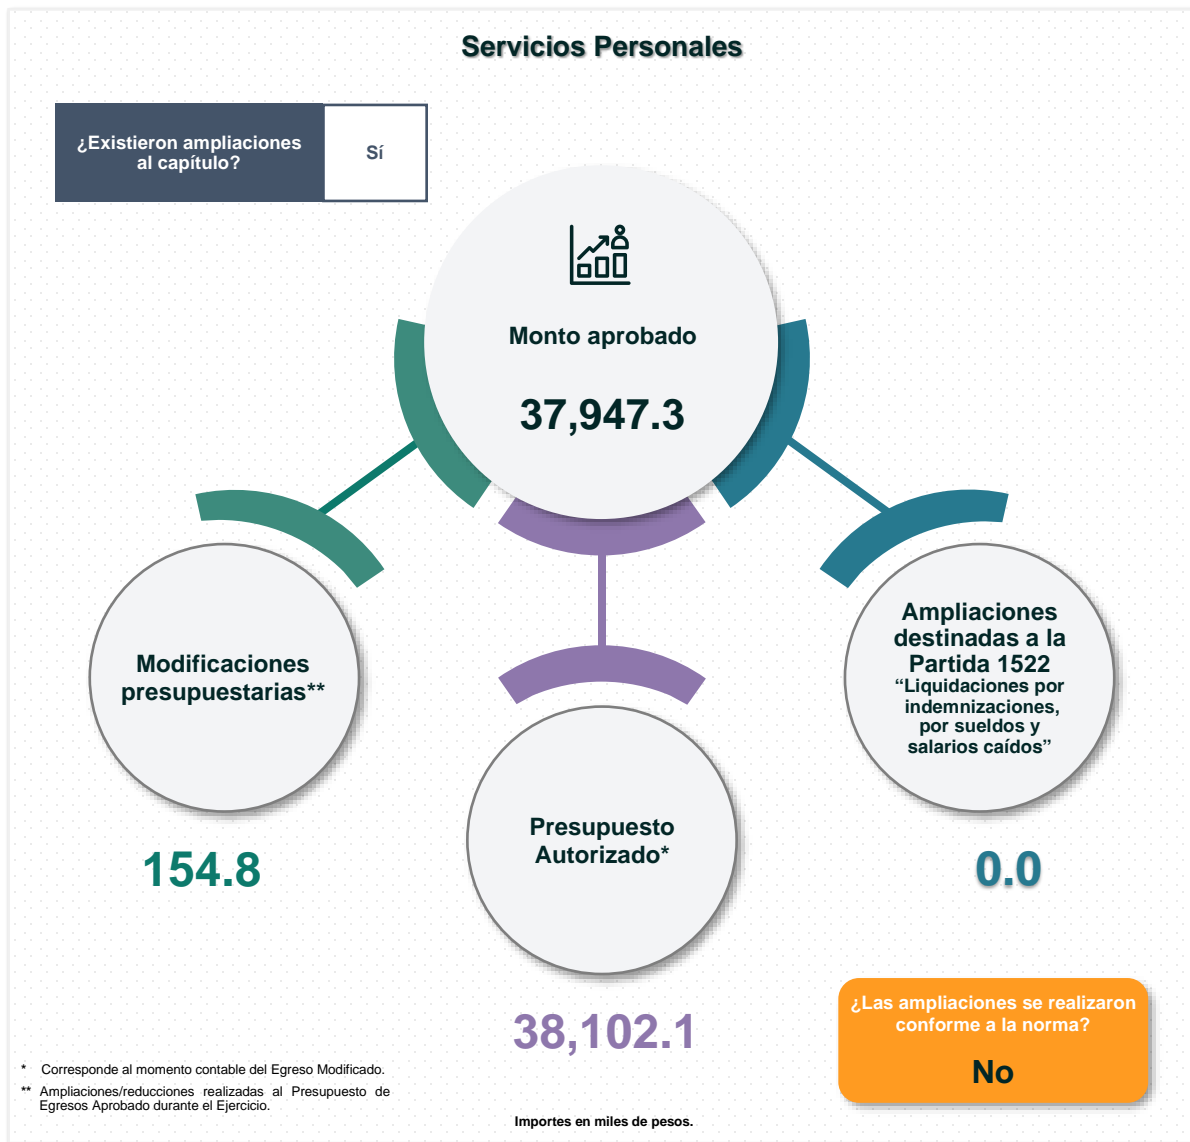 Servicios Personales
¿Existieron ampliaciones
al capítulo?
Sí
Monto aprobado
37,947.3
Modificaciones
presupuestarias**
154.8
Presupuesto
Autorizado*
38,102.1
Ampliaciones
destinadas a la
Partida 1522
“Liquidaciones por
indemnizaciones,
por sueldos y
salarios caídos”
0.0
¿Las ampliaciones se realizaron
conforme a la norma?
No
* Corresponde al momento contable del Egreso Modificado.
** Ampliaciones/reducciones realizadas al Presupuesto de
Egresos Aprobado durante el Ejercicio.
Importes en miles de pesos.